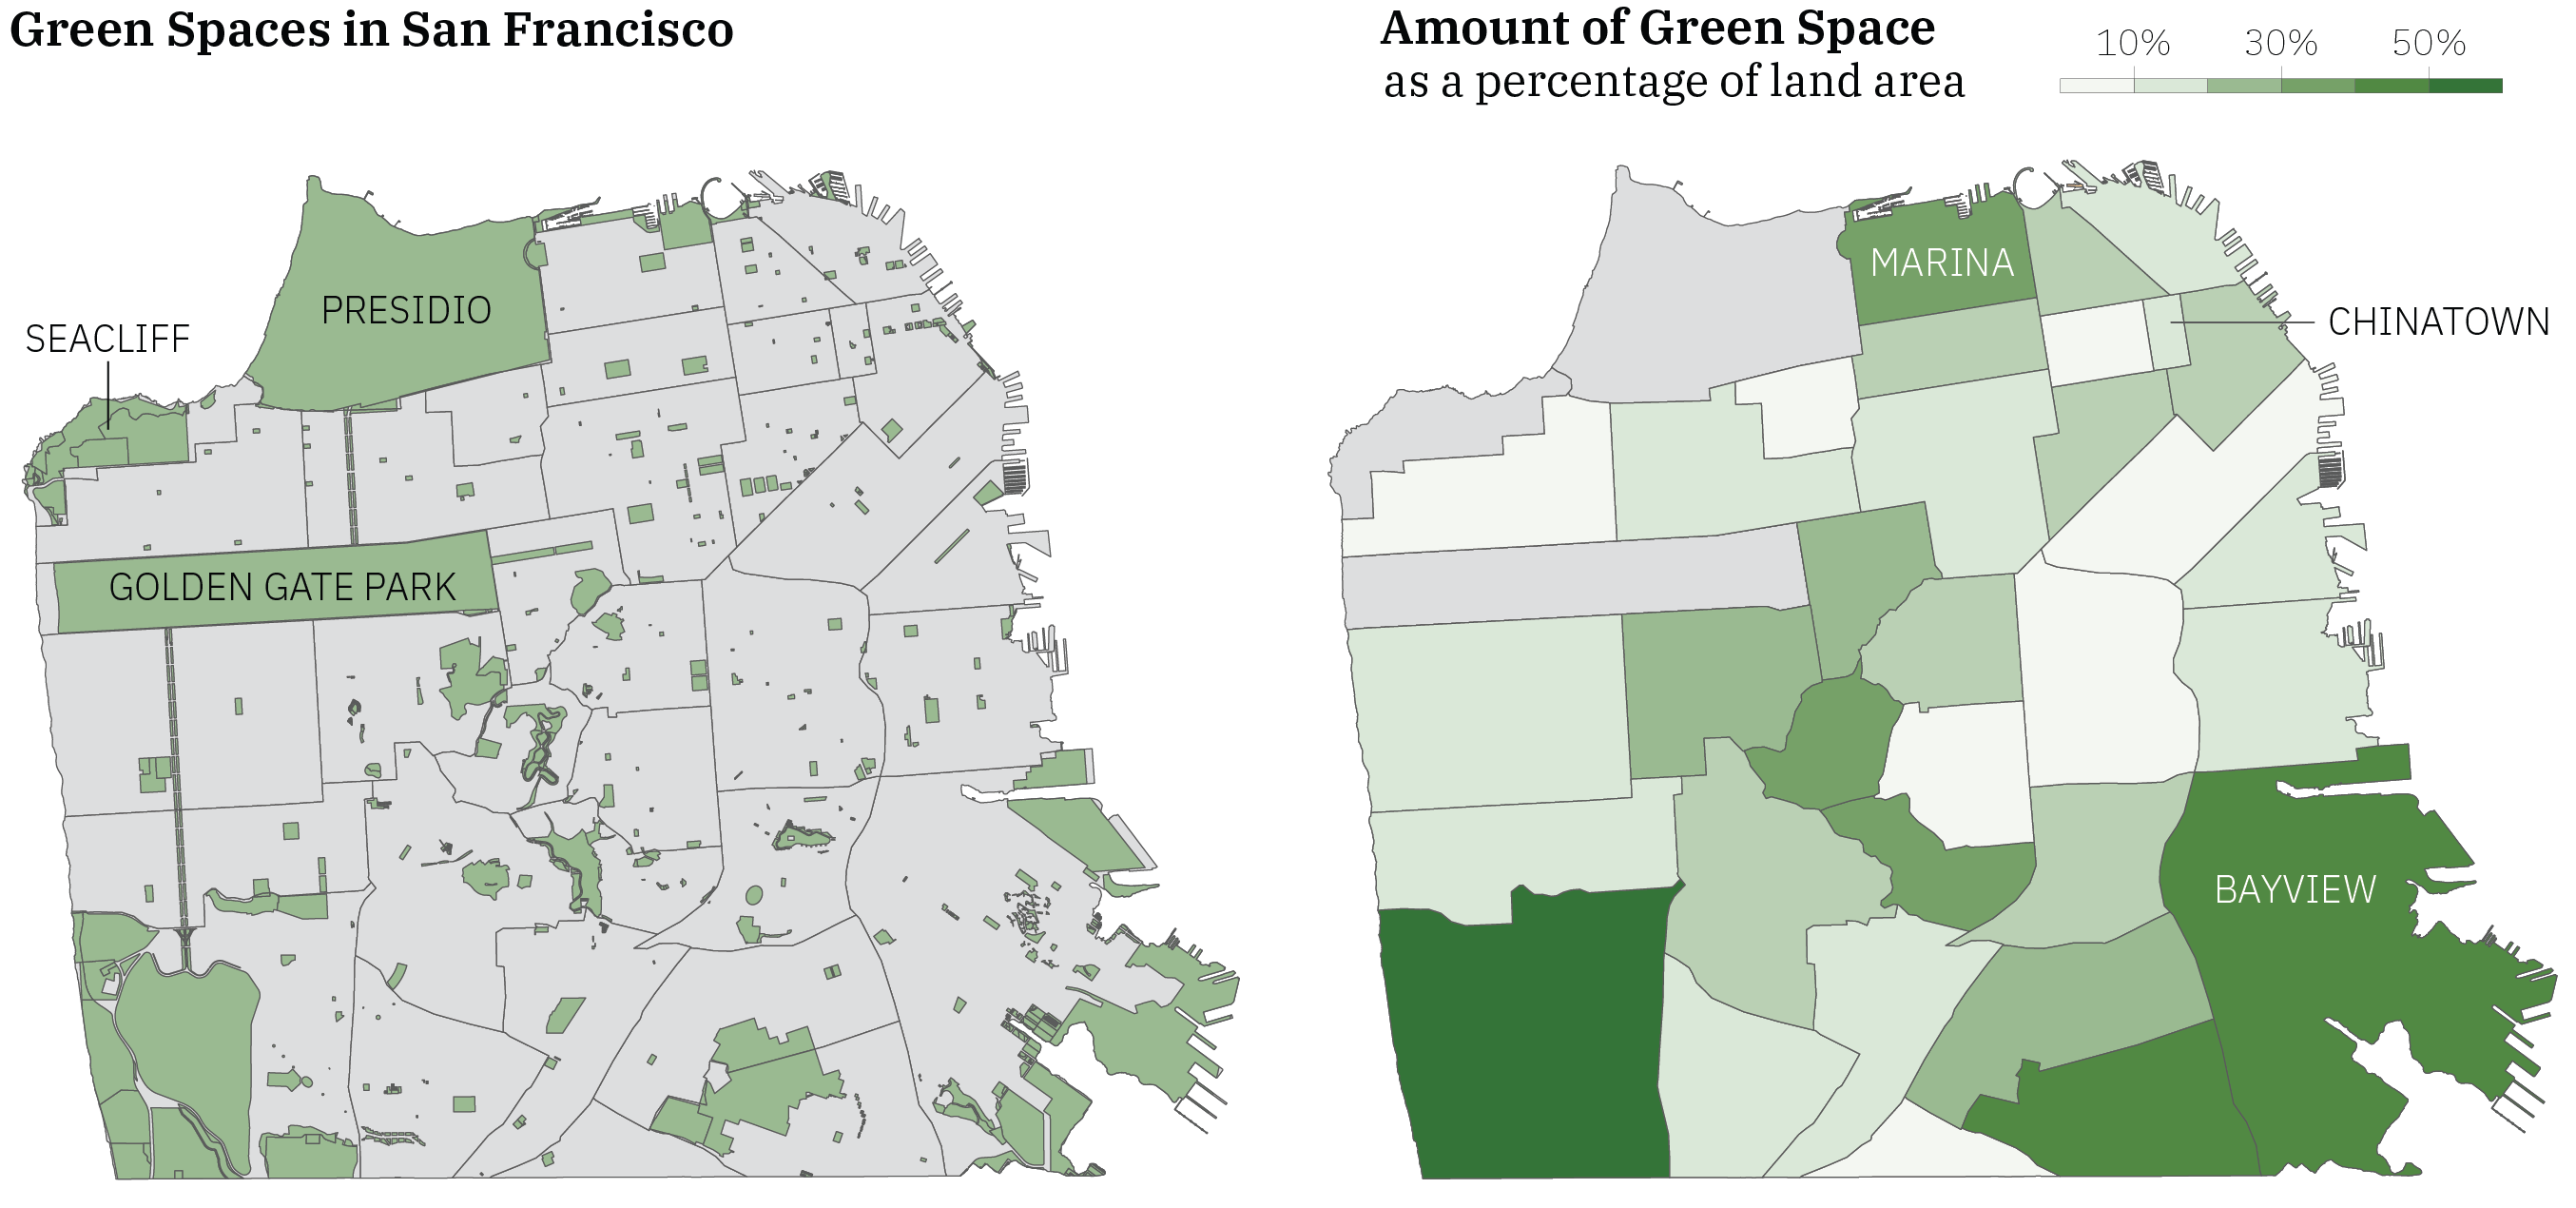 Green Spaces in San Francisco
Amount of Green Space
as a percentage of land area
10% 30% 50%
PRESIDIO
SEACLIFF
GOLDEN GATE PARK
MARINA
CHINATOWN
BAYVIEW